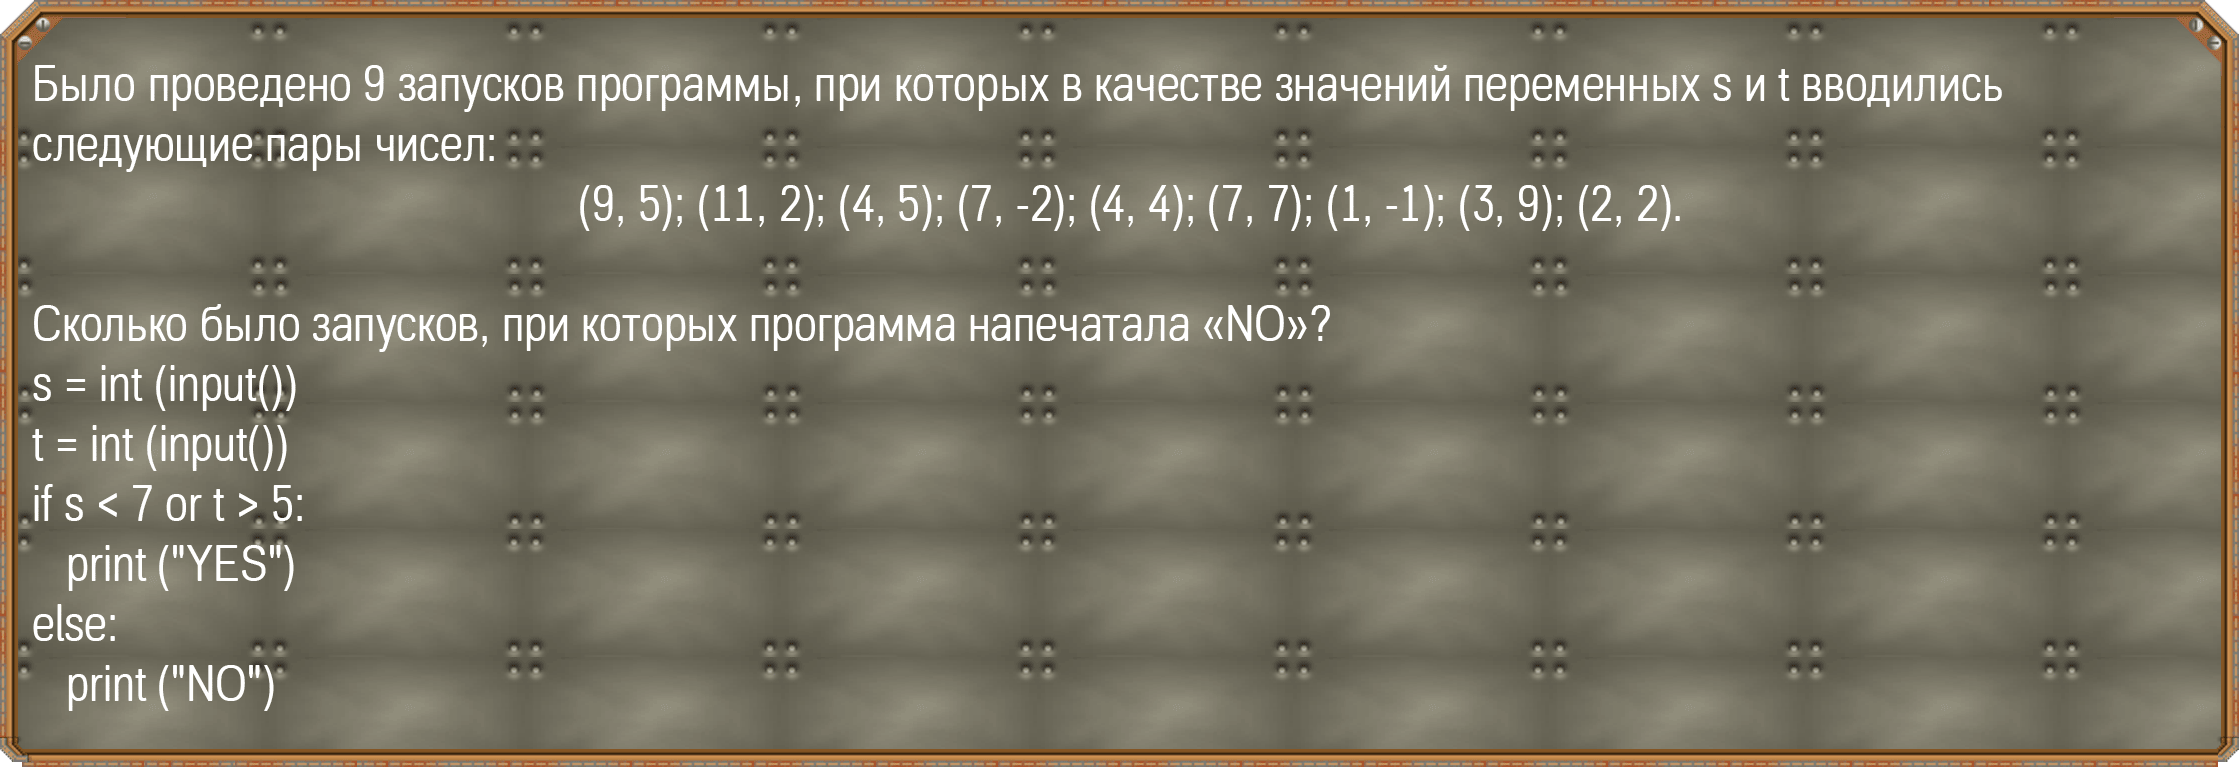 Было проведено 9 запусков программы, при которых в качестве значений переменных s и t вводились
следующие пары чисел:
(9, 5); (11, 2); (4, 5); (7, -2); (4, 4); (7, 7); (1, -1); (3, 9); (2, 2).
Сколько было запусков, при которых программа напечатала «NO»?
s = int (input())
t = int (input())
if s < 7 or t > 5:
print ("YES")
else:
print ("NO")